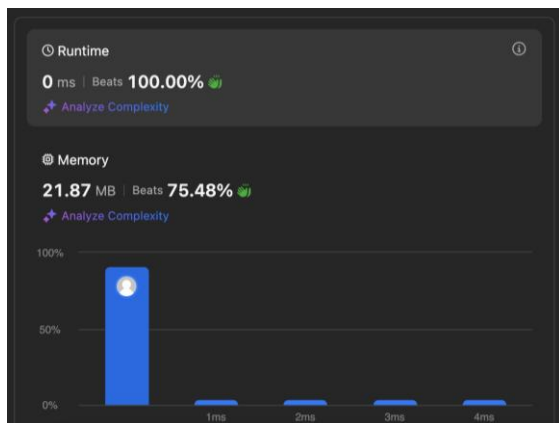 Runtime
0 ms | Beats 100.00%
Analyze Complexity
Memory
21.87 MB | Beats 75.48%
Analyze Complexity
100%
50%
0%
1ms 2ms 3ms 4ms